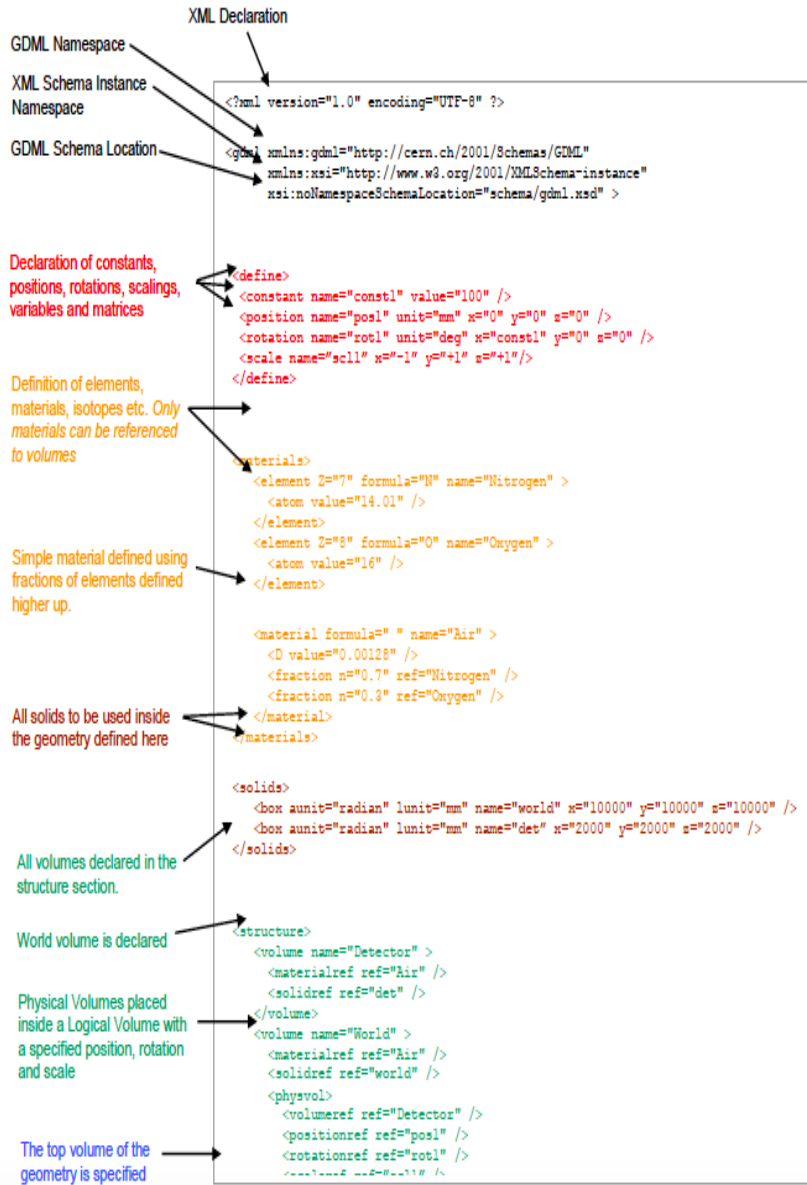 XML Declaration
GDML Namespace
XML Schema Instance
Namespace
GDML Schema Location
<?xml version="1.0" encoding="UTF-8" ?>
<gdml xmlns:gdml="http://cern.ch/2001/Schemas/GDML"
xmlns:xsi="http://www.w3.org/2001/XMLSchema-instance"
xsi:noNamespaceSchemaLocation="schema/gdml.xsd" >
Declaration of constants,
positions, rotations, scalings,
variables and matrices
<define>
<constant name="const1" value="100" />
<position name="pos1" unit="mm" x="0" y="0" z="0" />
<rotation name="rot1" unit="deg" x="const1" y="0" z="0" />
<scale name="scl1" x="-1" y="+1" z="+1"/>
</define>
Definition of elements,
materials, isotopes etc. Only
materials can be referenced
to volumes
<materials>
<element Z="7" formula="N" name="Nitrogen" >
<atom value="14.01" />
</element>
<element Z="8" formula="O" name="Oxygen" >
<atom value="16" />
</element>
Simple material defined using
fractions of elements defined
higher up.
<material formula=" " name="Air" >
<D value="0.00128" />
<fraction n="0.7" ref="Nitrogen" />
<fraction n="0.3" ref="Oxygen" />
</material>
</materials>
All solids to be used inside
the geometry defined here
<solids>
<box aunit="radian" lunit="mm" name="world" x="10000" y="10000" z="10000" />
<box aunit="radian" lunit="mm" name="det" x="2000" y="2000" z="2000" />
</solids>
All volumes declared in the
structure section.
World volume is declared
<structure>
<volume name="Detector" >
<materialref ref="Air" />
<solidref ref="det" />
</volume>
<volume name="World" >
<materialref ref="Air" />
<solidref ref="world" />
<physvol>
<volumeref ref="Detector" />
<positionref ref="pos1" />
<rotationref ref="rot1" />
Physical Volumes placed
inside a Logical Volume with
a specified position, rotation
and scale
The top volume of the
geometry is specified